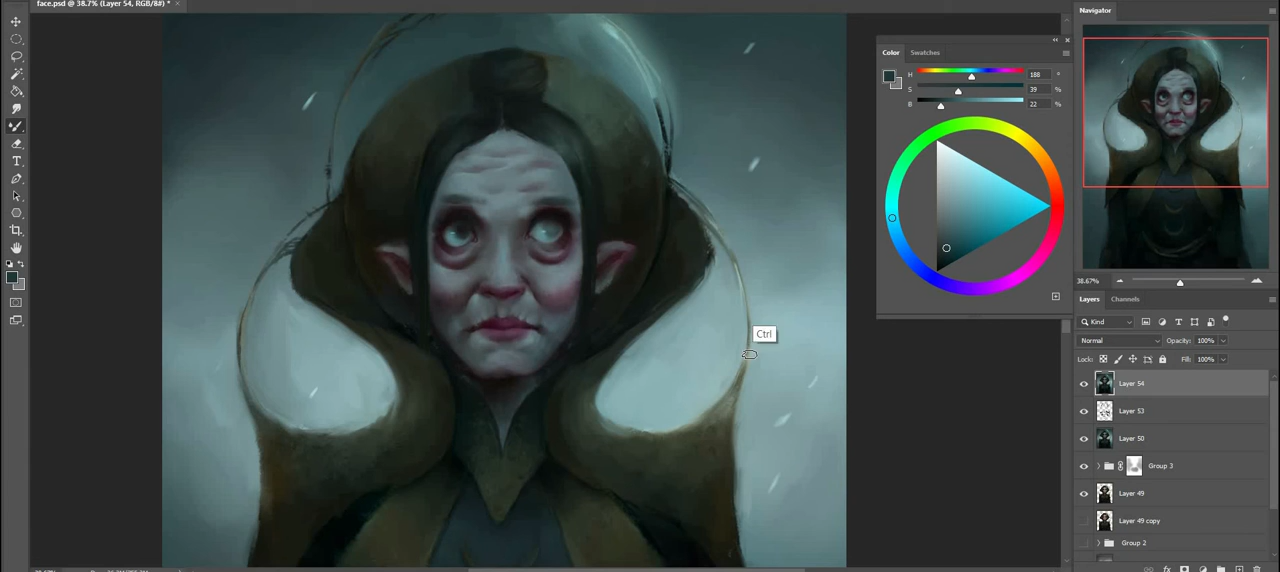 face.psd @ 38.7% (Layer 54, RGB/8#) *
Navigator
Color Swatches
H 188 °
S 39 %
B 22 %
Ctrl
38.67%
Layers Channels
Kind
Normal Opacity: 100%
Lock: Fill: 100%
Layer 54
Layer 53
Layer 50
Group 3
Layer 49
Layer 49 copy
Group 2
fx